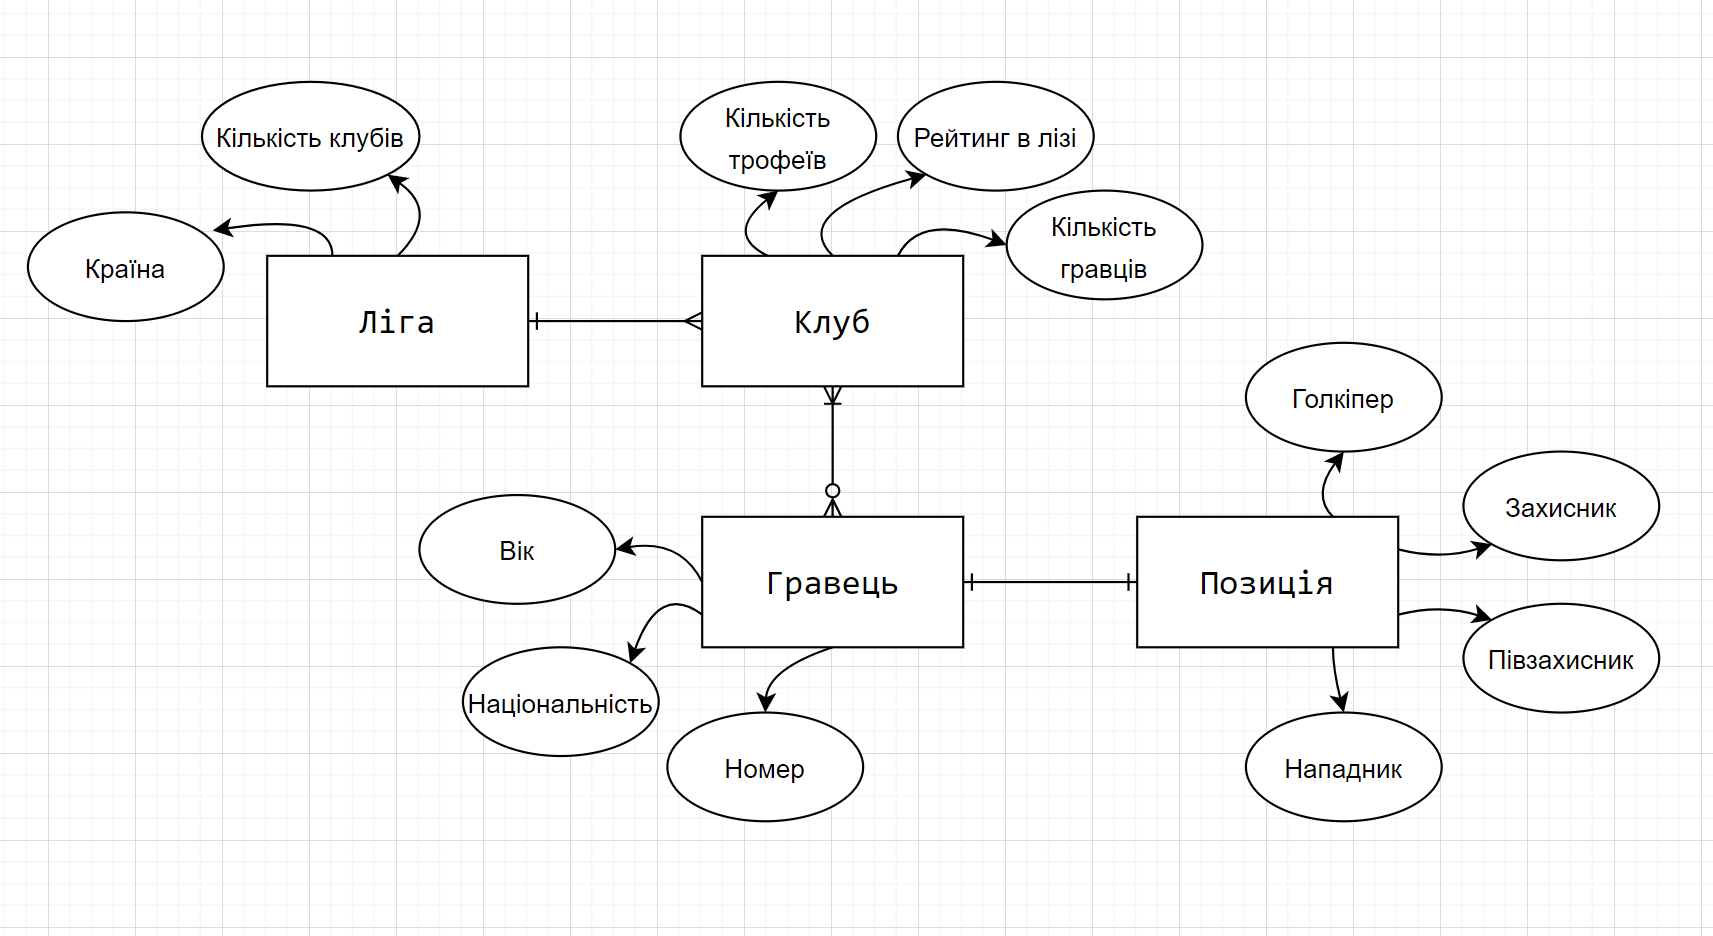 Кількість клубів
Країна
Ліга
Кількість
трофеїв
Рейтинг в лізі
Кількість
гравців
Клуб
Голкіпер
Захисник
Вік
Гравець
Позиція
Національність
Номер
Півзахисник
Нападник